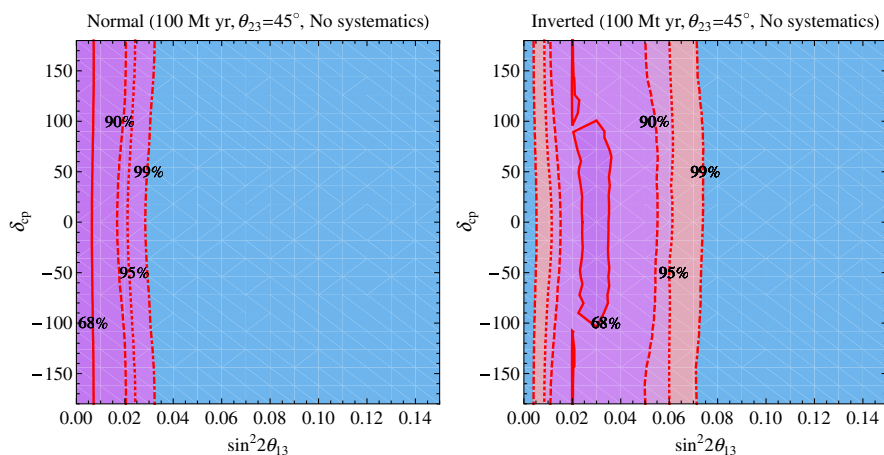 Normal (100 Mt yr, θ23=45°, No systematics)
150
100
50
0
−50
−100
−150
δcp
90%
99%
95%
68%
0.00 0.02 0.04 0.06 0.08 0.10 0.12 0.14
sin²2θ13
Inverted (100 Mt yr, θ23=45°, No systematics)
150
100
50
0
−50
−100
−150
δcp
90%
99%
95%
68%
0.00 0.02 0.04 0.06 0.08 0.10 0.12 0.14
sin²2θ13